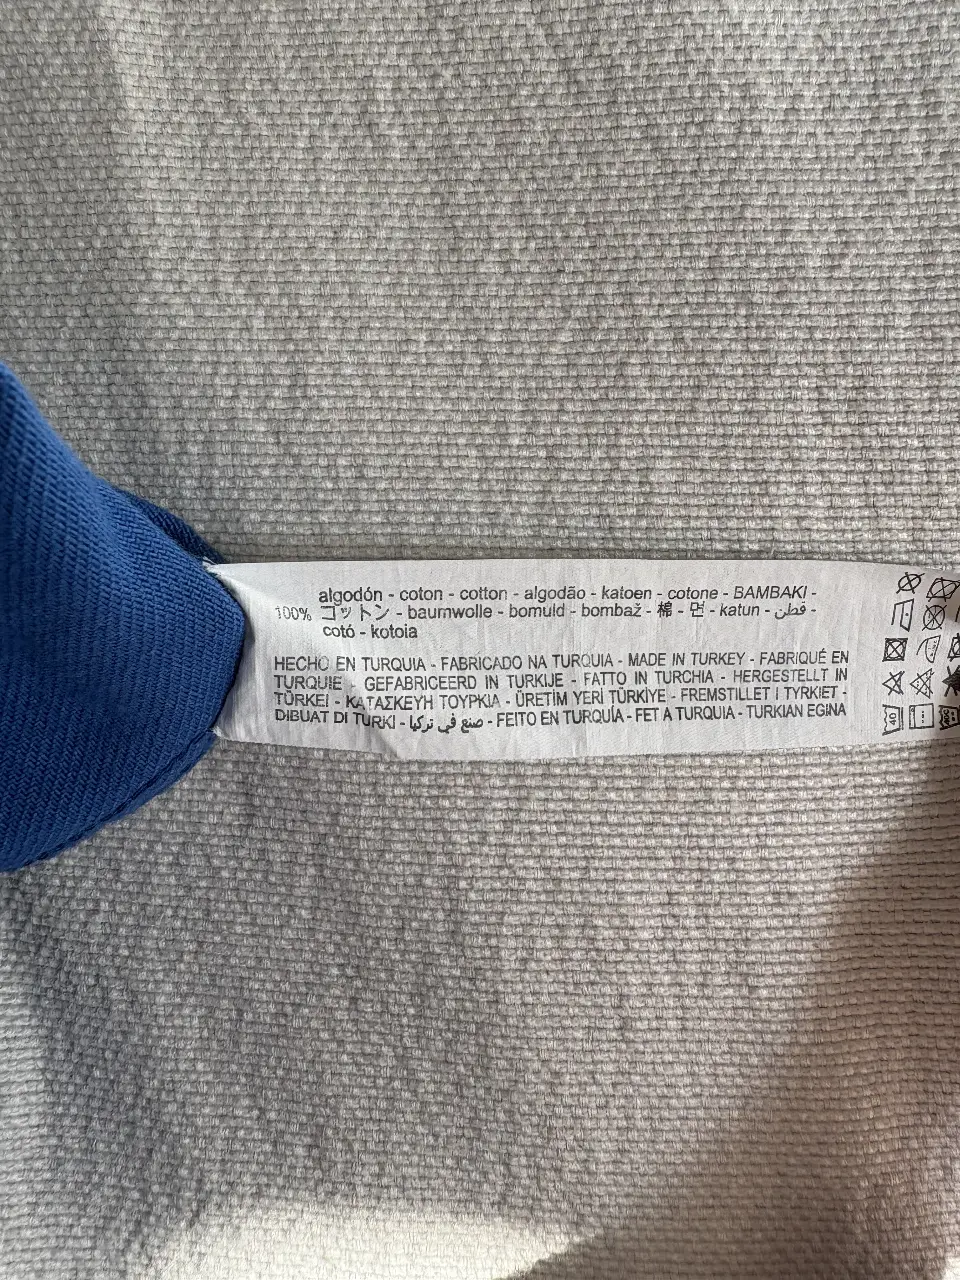 algodón - coton - cotton - algodão - katoen - cotone - BAMBAKI -
100% コットン - baumwolle - bomuld - bombaž - 棉 - 면 - katun - قطن -
cotó - kotoia
HECHO EN TURQUIA - FABRICADO NA TURQUIA - MADE IN TURKEY - FABRIQUÉ EN
TURQUIE - GEFABRICEERD IN TURKIJE - FATTO IN TURCHIA - HERGESTELLT IN
TÜRKEI - ΚΑΤΑΣΚΕΥΗ ΤΟΥΡΚΙΑ - ÜRETİM YERİ TÜRKİYE - FREMSTILLET I TYRKIET -
DIBUAT DI TURKI - صنع في تركيا - FEITO EN TURQUÍA - FET A TURQUIA - TURKIAN EGINA
40